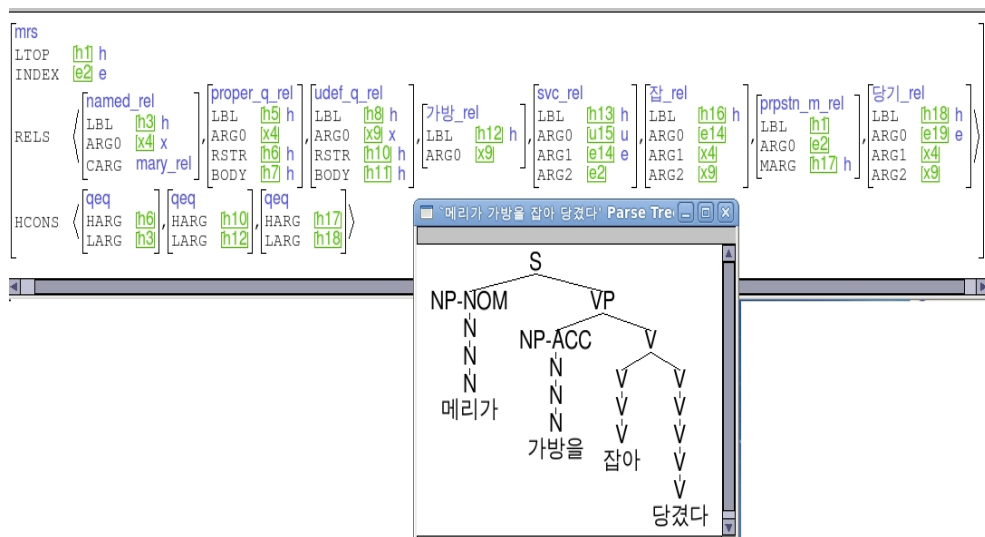 mrs
LTOP h1 h
INDEX e2 e
RELS
named_rel
LBL h3 h
ARG0 x4 x
CARG mary_rel
proper_q_rel
LBL h5 h
ARG0 x4
RSTR h6 h
BODY h7 h
udef_q_rel
LBL h8 h
ARG0 x9 x
RSTR h10 h
BODY h11 h
가방_rel
LBL h12 h
ARG0 x9
svc_rel
LBL h13 h
ARG0 u15 u
ARG1 e14 e
ARG2 e2
잡_rel
LBL h16 h
ARG0 e14
ARG1 x4
ARG2 x9
prpstn_m_rel
LBL h1
ARG0 e2
MARG h17 h
당기_rel
LBL h18 h
ARG0 e19 e
ARG1 x4
ARG2 x9
HCONS
qeq
HARG h6
LARG h3
qeq
HARG h10
LARG h12
qeq
HARG h17
LARG h18
`메리가 가방을 잡아 당겼다' Parse Tre
S
NP-NOM VP
N NP-ACC V
N N V V
N N V V
메리가 N V V
가방을 잡아 V
V
당겼다